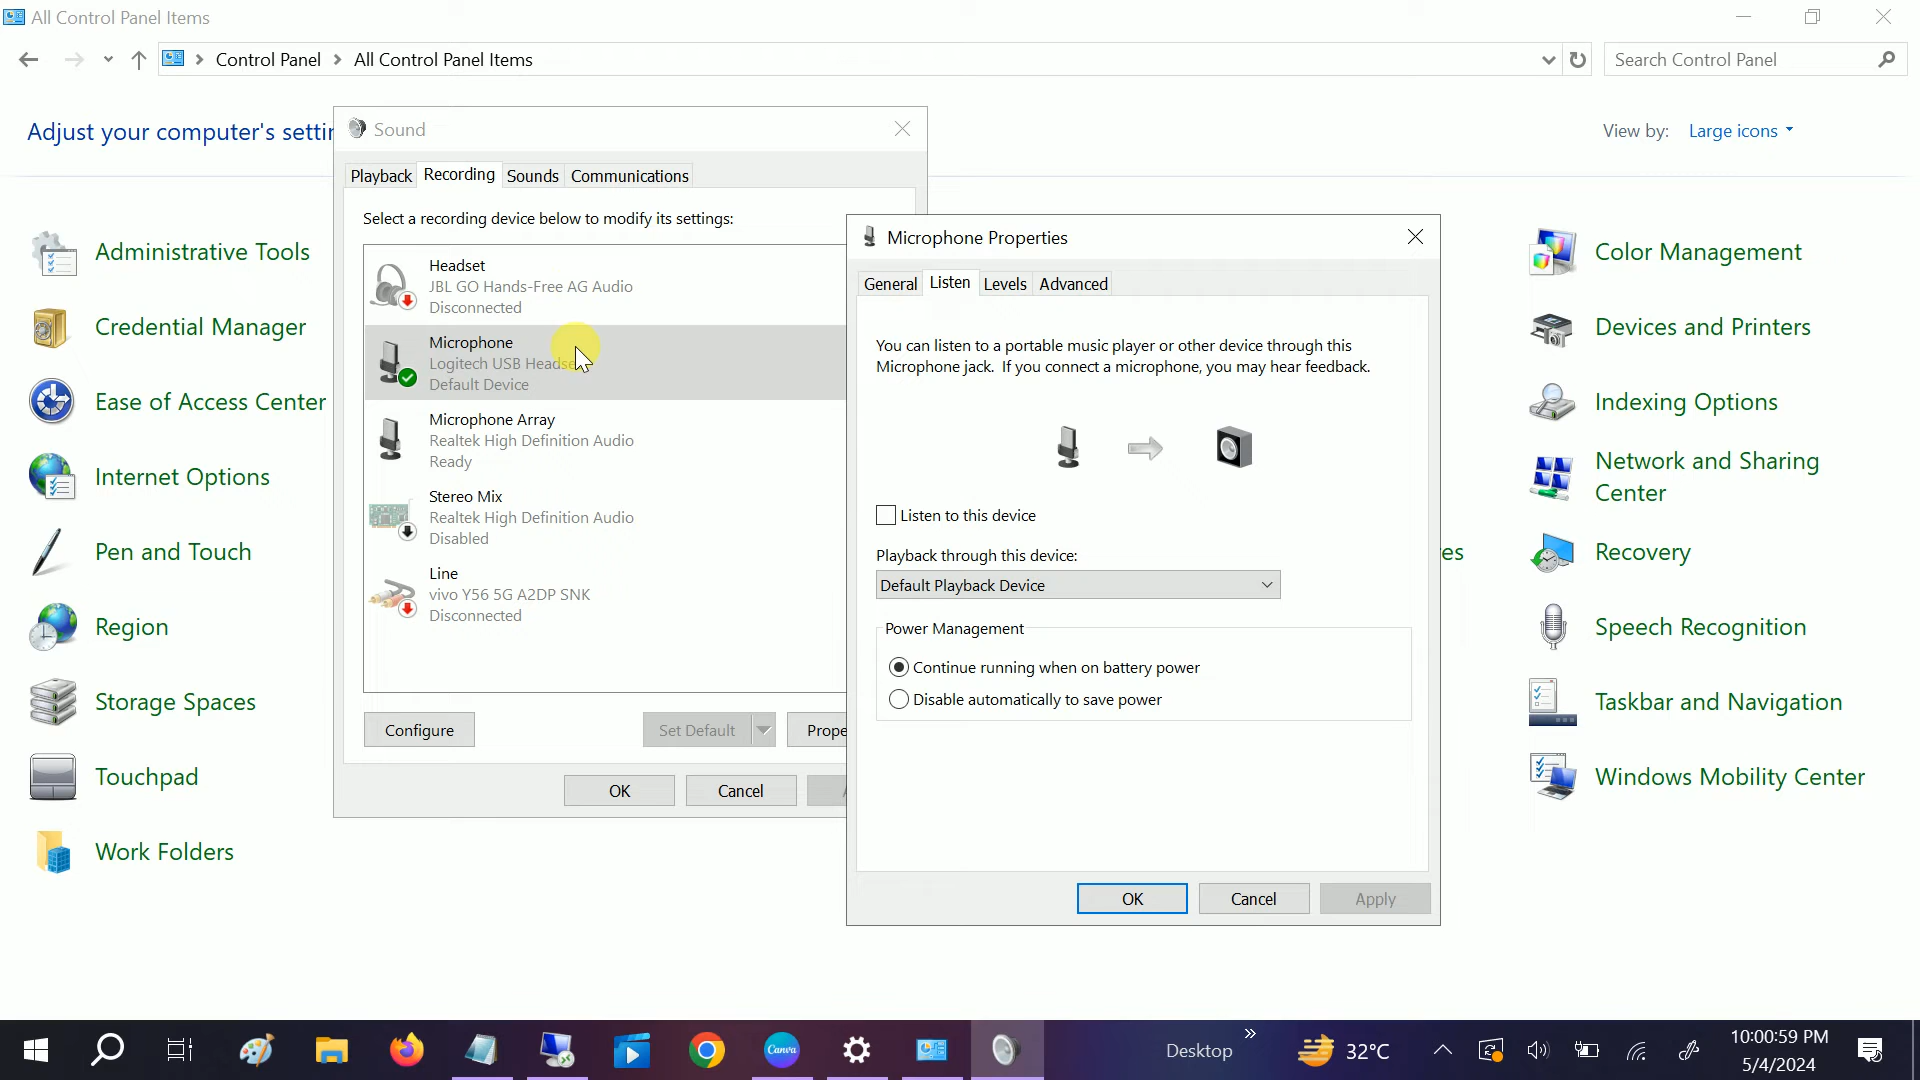 All Control Panel Items
Control Panel
All Control Panel Items
Search Control Panel
Adjust your computer's setti
View by:
Large icons
Administrative Tools
Credential Manager
Ease of Access Center
Internet Options
Pen and Touch
Region
Storage Spaces
Touchpad
Work Folders
Sound
Playback
Recording
Sounds
Communications
Select a recording device below to modify its settings:
Headset
JBL GO Hands-Free AG Audio
Disconnected
Microphone
Logitech USB Headse
Default Device
Microphone Array
Realtek High Definition Audio
Ready
Stereo Mix
Realtek High Definition Audio
Disabled
Line
vivo Y56 5G A2DP SNK
Disconnected
Configure
Set Default
Prope
OK
Cancel
Microphone Properties
General
Listen
Levels
Advanced
You can listen to a portable music player or other device through this
Microphone jack. If you connect a microphone, you may hear feedback.
Listen to this device
Playback through this device:
Default Playback Device
Power Management
Continue running when on battery power
Disable automatically to save power
OK
Cancel
Apply
es
Color Management
Devices and Printers
Indexing Options
Network and Sharing
Center
Recovery
Speech Recognition
Taskbar and Navigation
Windows Mobility Center
Canva
Desktop
32°C
10:00:59 PM
5/4/2024